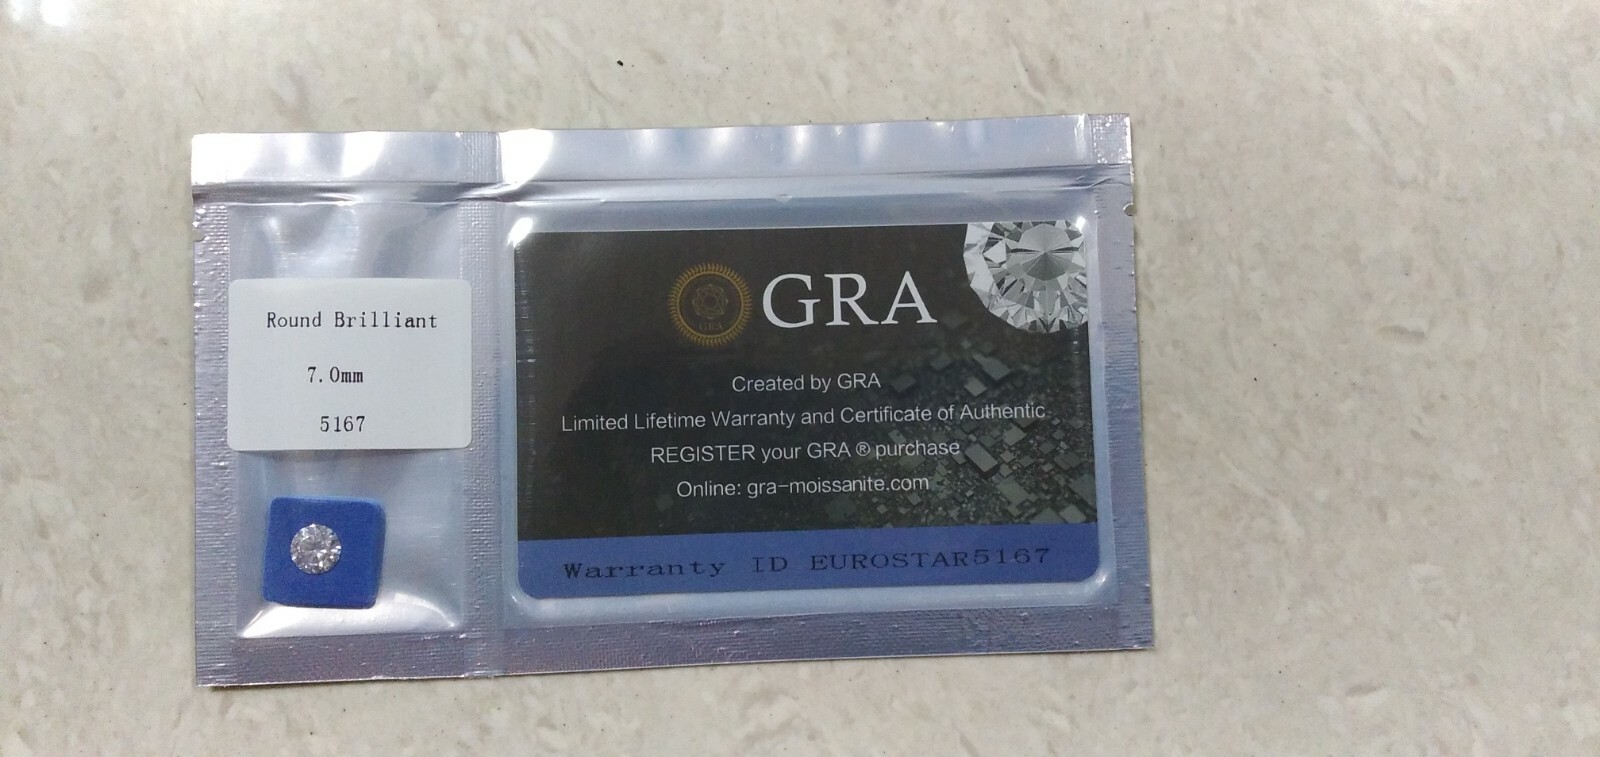 Round Brilliant
7.0mm
5167
GRA
GRA
Created by GRA
Limited Lifetime Warranty and Certificate of Authentic
REGISTER your GRA ® purchase
Online: gra-moissanite.com
Warranty ID EUROSTAR5167